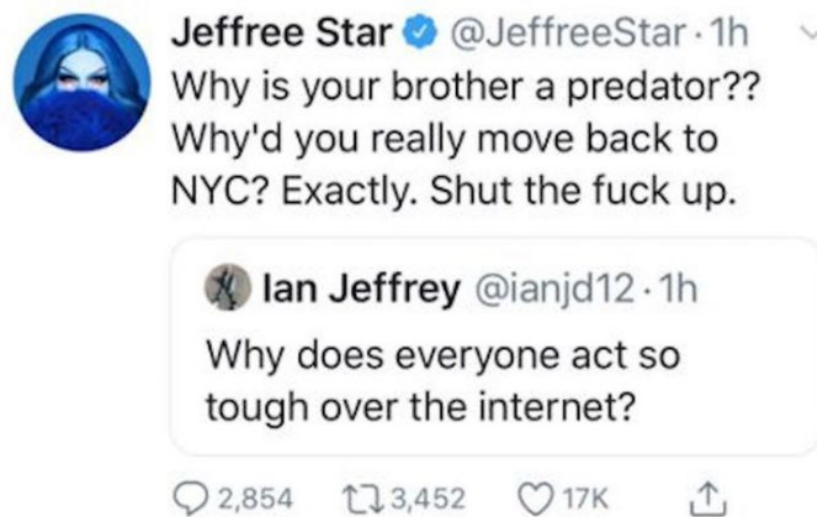 Jeffree Star @JeffreeStar · 1h
Why is your brother a predator??
Why'd you really move back to
NYC? Exactly. Shut the fuck up.
Ian Jeffrey @ianjd12 · 1h
Why does everyone act so
tough over the internet?
2,854 3,452 17K